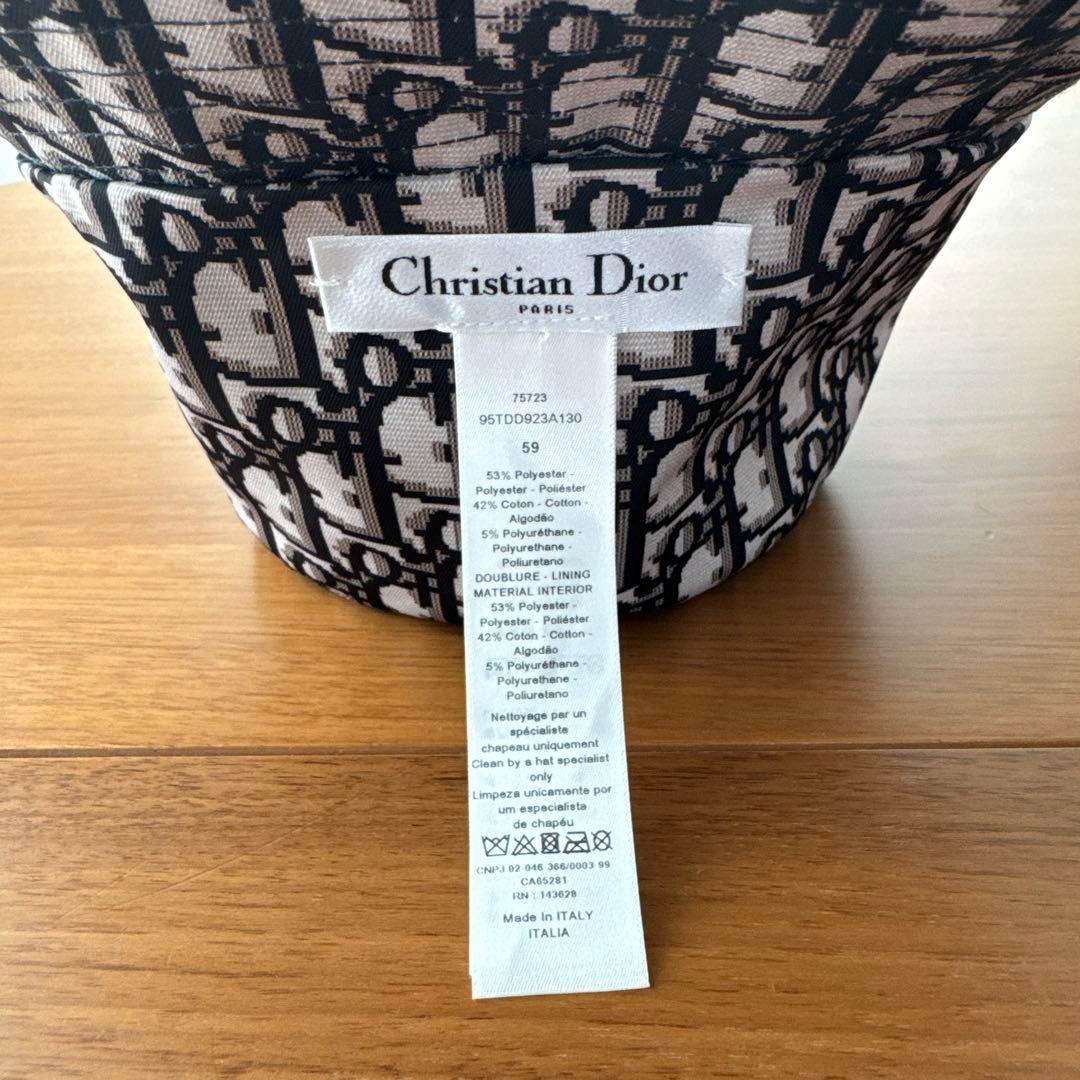 Christian Dior
PARIS
75723
95TDD923A130
59
53% Polyester -
Polyester - Poliéster
42% Coton - Cotton -
Algodão
5% Polyuréthane -
Polyurethane -
Poliuretano
DOUBLURE - LINING
MATERIAL INTERIOR
53% Polyester -
Polyester - Poliéster
42% Coton - Cotton -
Algodão
5% Polyuréthane -
Polyurethane -
Poliuretano
Nettoyage par un
spécialiste
chapeau uniquement
Clean by a hat specialist
only
Limpeza unicamente por
um especialista
de chapéu
CNPJ 02 046 366/0003 99
CA65281
RN : 143628
Made In ITALY
ITALIA